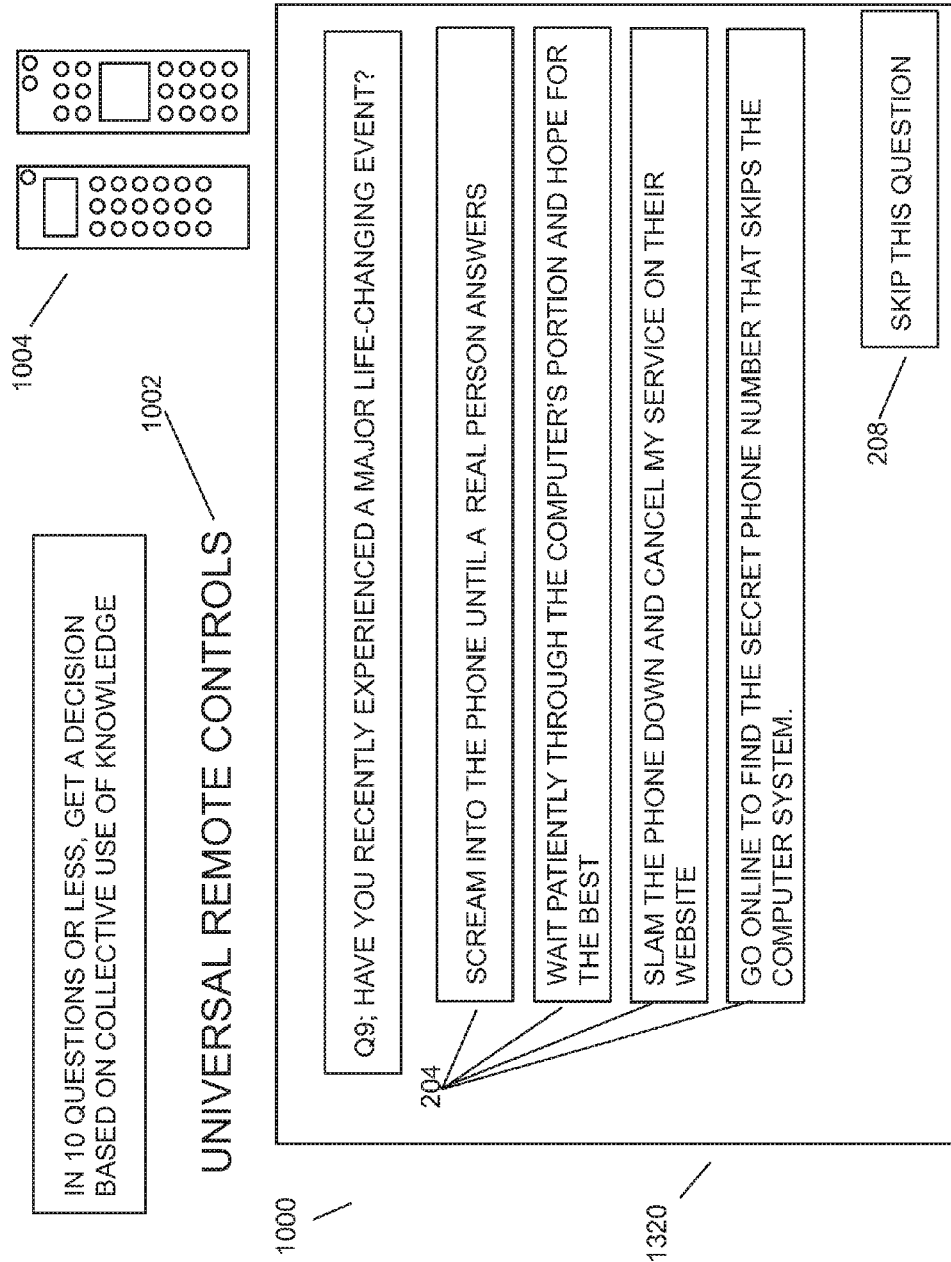 IN 10 QUESTIONS OR LESS, GET A DECISION
BASED ON COLLECTIVE USE OF KNOWLEDGE
1004
1002
UNIVERSAL REMOTE CONTROLS
1000
Q9; HAVE YOU RECENTLY EXPERIENCED A MAJOR LIFE-CHANGING EVENT?
204
SCREAM INTO THE PHONE UNTIL A REAL PERSON ANSWERS
WAIT PATIENTLY THROUGH THE COMPUTER'S PORTION AND HOPE FOR
THE BEST
SLAM THE PHONE DOWN AND CANCEL MY SERVICE ON THEIR
WEBSITE
GO ONLINE TO FIND THE SECRET PHONE NUMBER THAT SKIPS THE
COMPUTER SYSTEM.
1320
208
SKIP THIS QUESTION